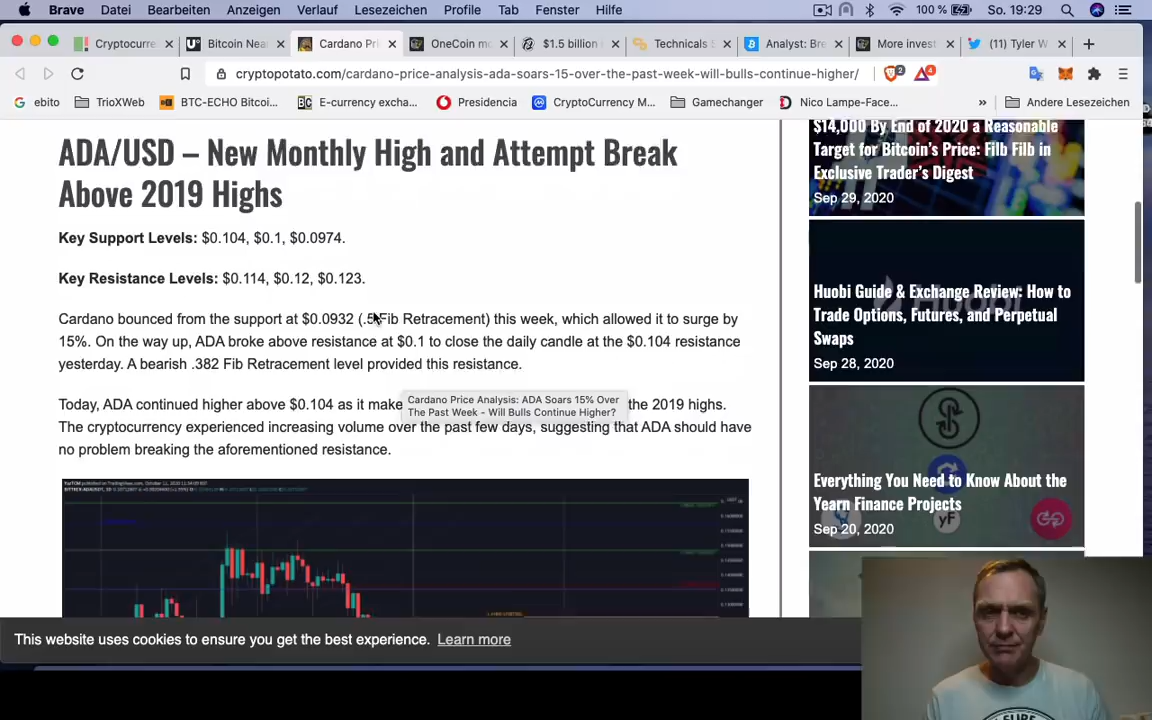 Brave Datei Bearbeiten Anzeigen Verlauf Lesezeichen Profile Tab Fenster Hilfe 100 % So. 19:29
Cryptocurre Bitcoin Nea Cardano Pri OneCoin mo $1.5 billion Technicals S Analyst: Bre More invest (11) Tyler W
cryptopotato.com/cardano-price-analysis-ada-soars-15-over-the-past-week-will-bulls-continue-higher/ 2 4
ebito TrioXWeb BTC-ECHO Bitcoi... E-currency excha... Presidencia CryptoCurrency M... Gamechanger Nico Lampe-Face... » Andere Lesezeichen
ADA/USD – New Monthly High and Attempt Break
Above 2019 Highs
Key Support Levels: $0.104, $0.1, $0.0974.
Key Resistance Levels: $0.114, $0.12, $0.123.
Cardano bounced from the support at $0.0932 (.5 Fib Retracement) this week, which allowed it to surge by
15%. On the way up, ADA broke above resistance at $0.1 to close the daily candle at the $0.104 resistance
yesterday. A bearish .382 Fib Retracement level provided this resistance.
Today, ADA continued higher above $0.104 as it make the 2019 highs.
The cryptocurrency experienced increasing volume over the past few days, suggesting that ADA should have
no problem breaking the aforementioned resistance.
Cardano Price Analysis: ADA Soars 15% Over
The Past Week - Will Bulls Continue Higher?
$14,000 By End of 2020 a Reasonable
Target for Bitcoin's Price: Filb Filb in
Exclusive Trader's Digest
Sep 29, 2020
Huobi Guide & Exchange Review: How to
Trade Options, Futures, and Perpetual
Swaps
Sep 28, 2020
Everything You Need to Know About the
Yearn Finance Projects
Sep 20, 2020
This website uses cookies to ensure you get the best experience. Learn more